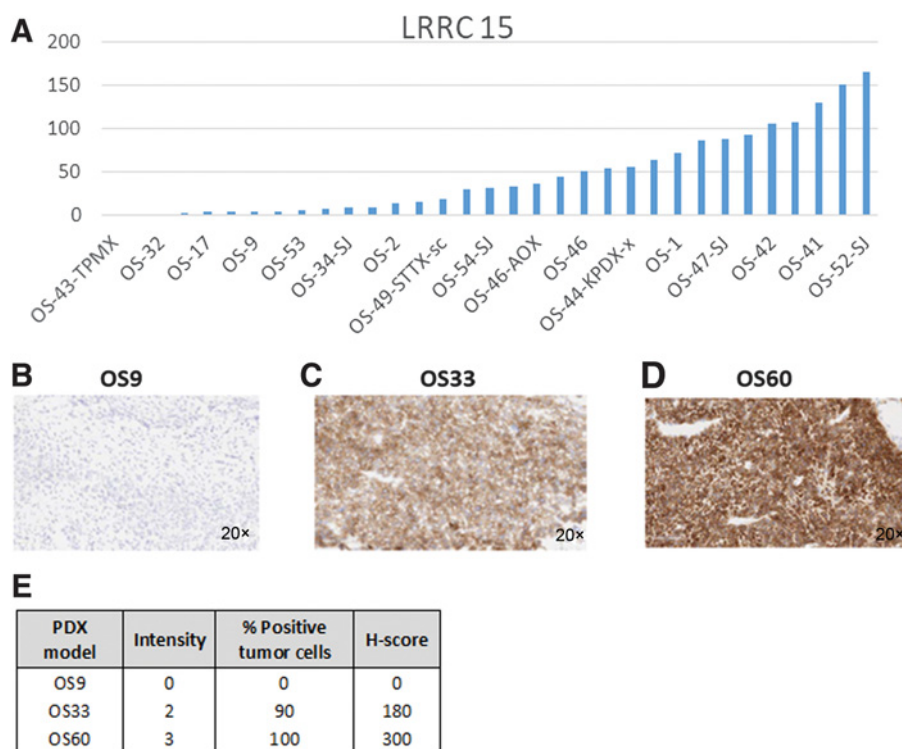 A
LRRC 15
200
150
100
50
0
OS-43-TPMX
OS-32
OS-17
OS-9
OS-53
OS-34-SJ
OS-2
OS-49-STTX-sc
OS-54-SJ
OS-46-AOX
OS-46
OS-44-KPDX-x
OS-1
OS-47-SJ
OS-42
OS-41
OS-52-SJ
B OS9
C OS33
D OS60
20×
20×
20×
E
PDX model Intensity % Positive tumor cells H-score
OS9 0 0 0
OS33 2 90 180
OS60 3 100 300